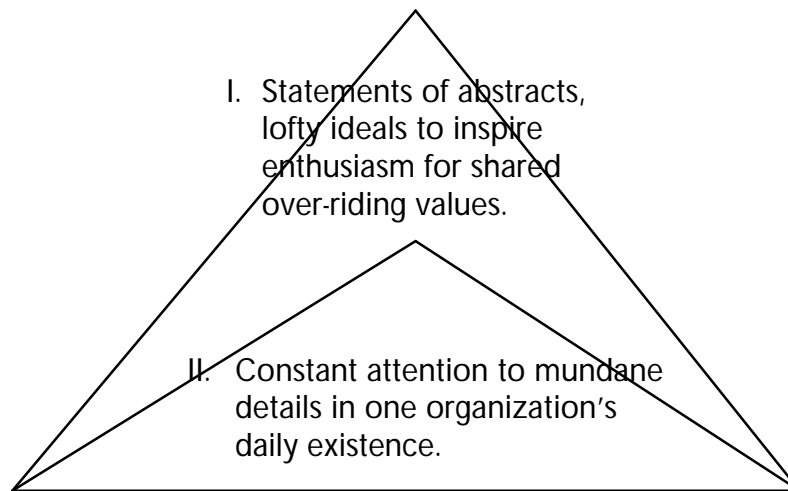 I. Statements of abstracts,
lofty ideals to inspire
enthusiasm for shared
over-riding values.
II. Constant attention to mundane
details in one organization’s
daily existence.